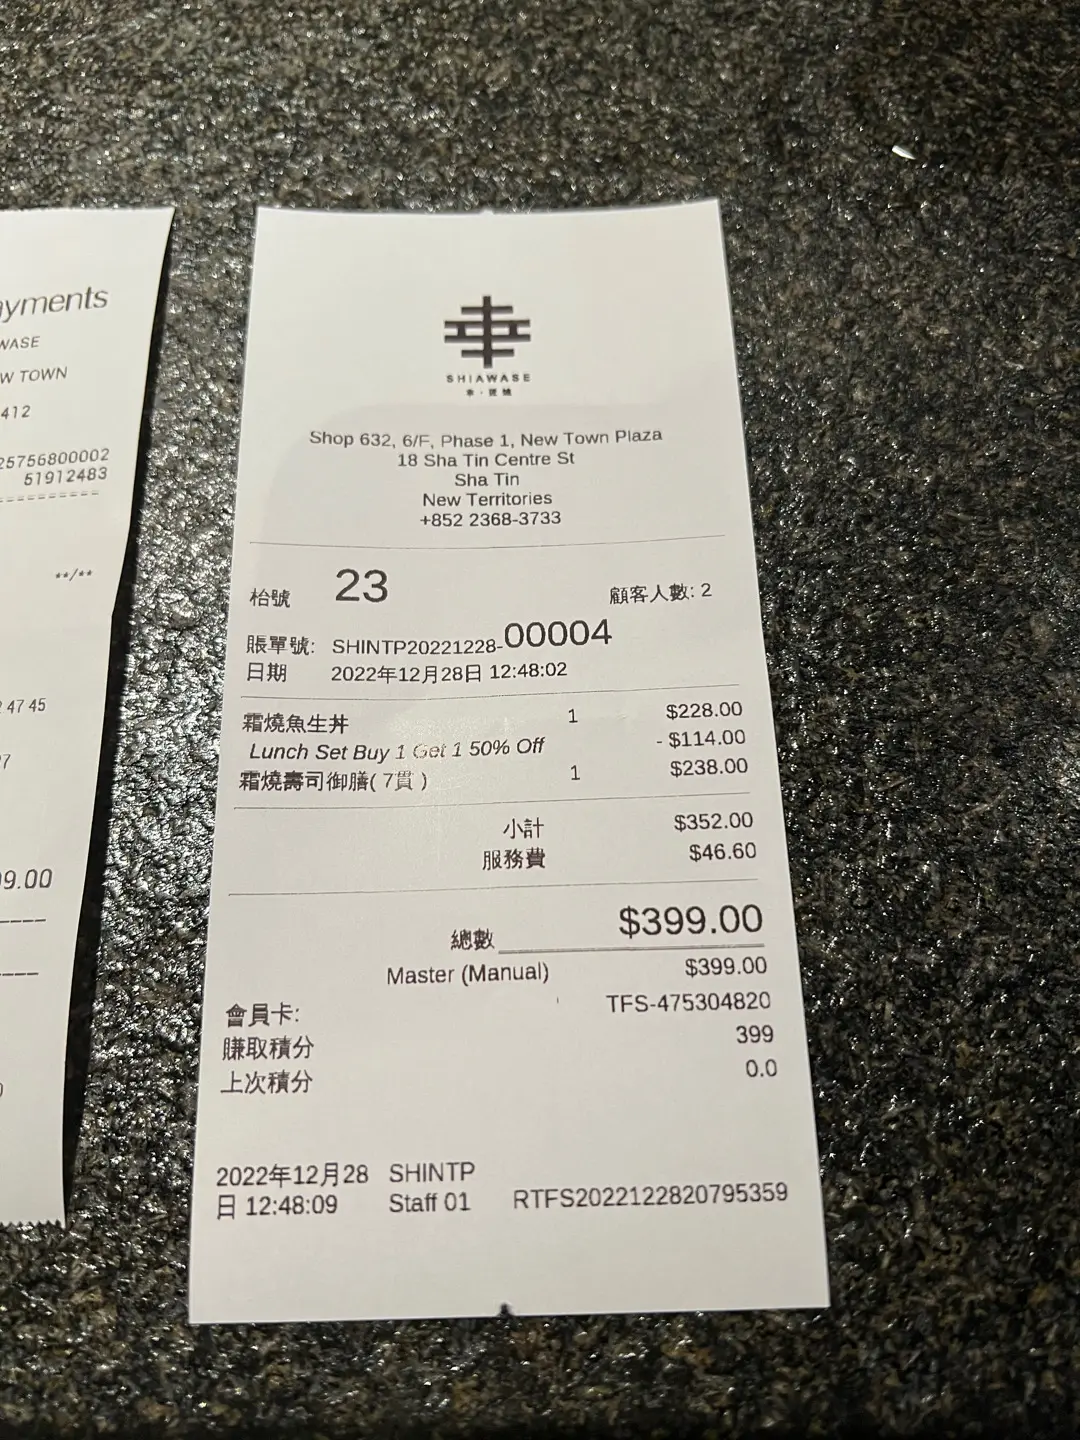 yments
WASE
W TOWN
412
25756800002
51912483
**/**
47 45
9.00
SHIAWASE
Shop 632, 6/F, Phase 1, New Town Plaza
18 Sha Tin Centre St
Sha Tin
New Territories
+852 2368-3733
枱號 23 顧客人數: 2
賬單號: SHINTP20221228-00004
日期 2022年12月28日 12:48:02
霜燒魚生丼 1 $228.00
Lunch Set Buy 1 Get 1 50% Off - $114.00
霜燒壽司御膳( 7貫 ) 1 $238.00
小計 $352.00
服務費 $46.60
總數 $399.00
Master (Manual) $399.00
會員卡: TFS-475304820
賺取積分 399
上次積分 0.0
2022年12月28 SHINTP
日 12:48:09 Staff 01 RTFS2022122820795359